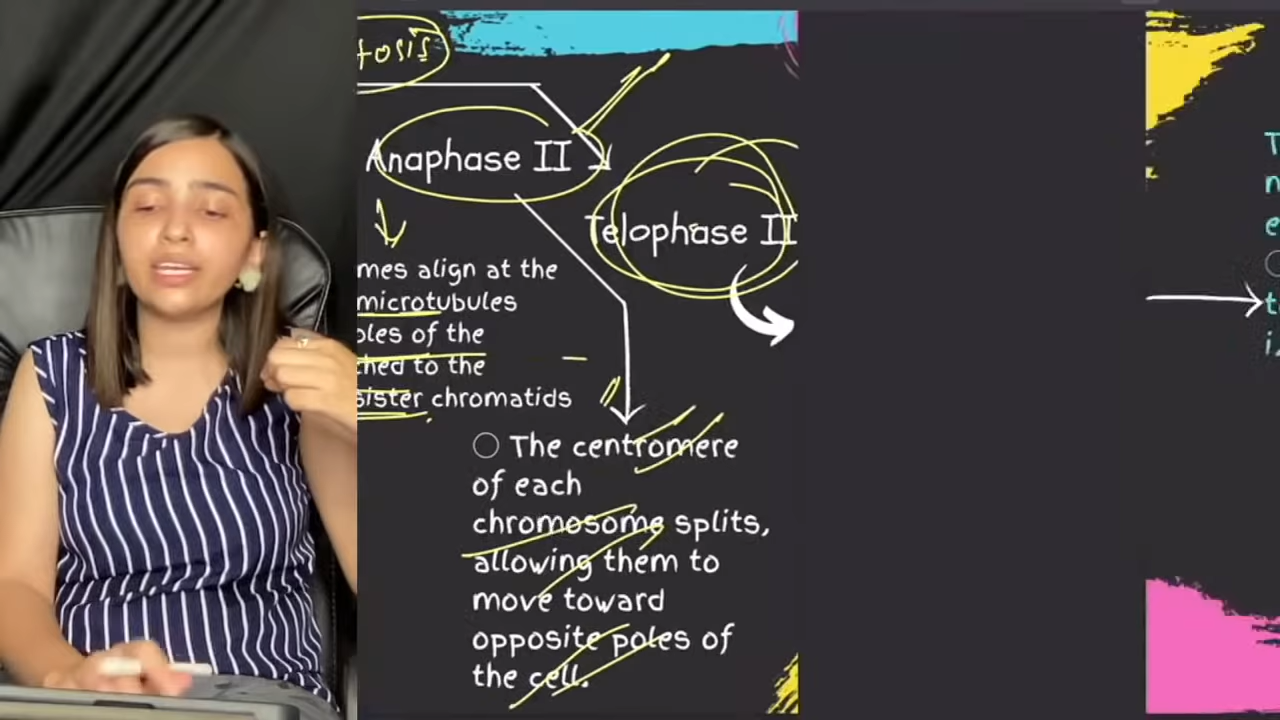 tosis
Anaphase II
Telophase II
mes align at the
microtubules
oles of the
ched to the
sister chromatids
○ The centromere
of each
chromosome splits,
allowing them to
move toward
opposite poles of
the cell.